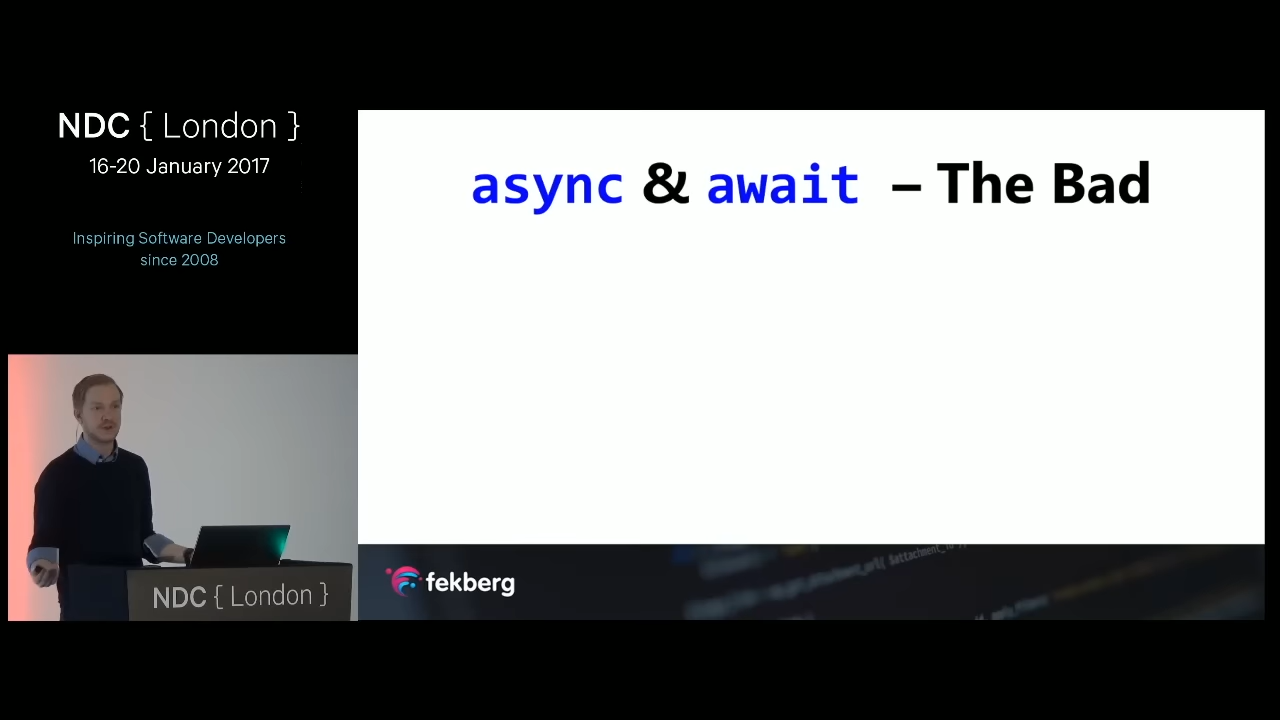 NDC { London }
16-20 January 2017
Inspiring Software Developers
since 2008
async & await – The Bad
fekberg
NDC { London }